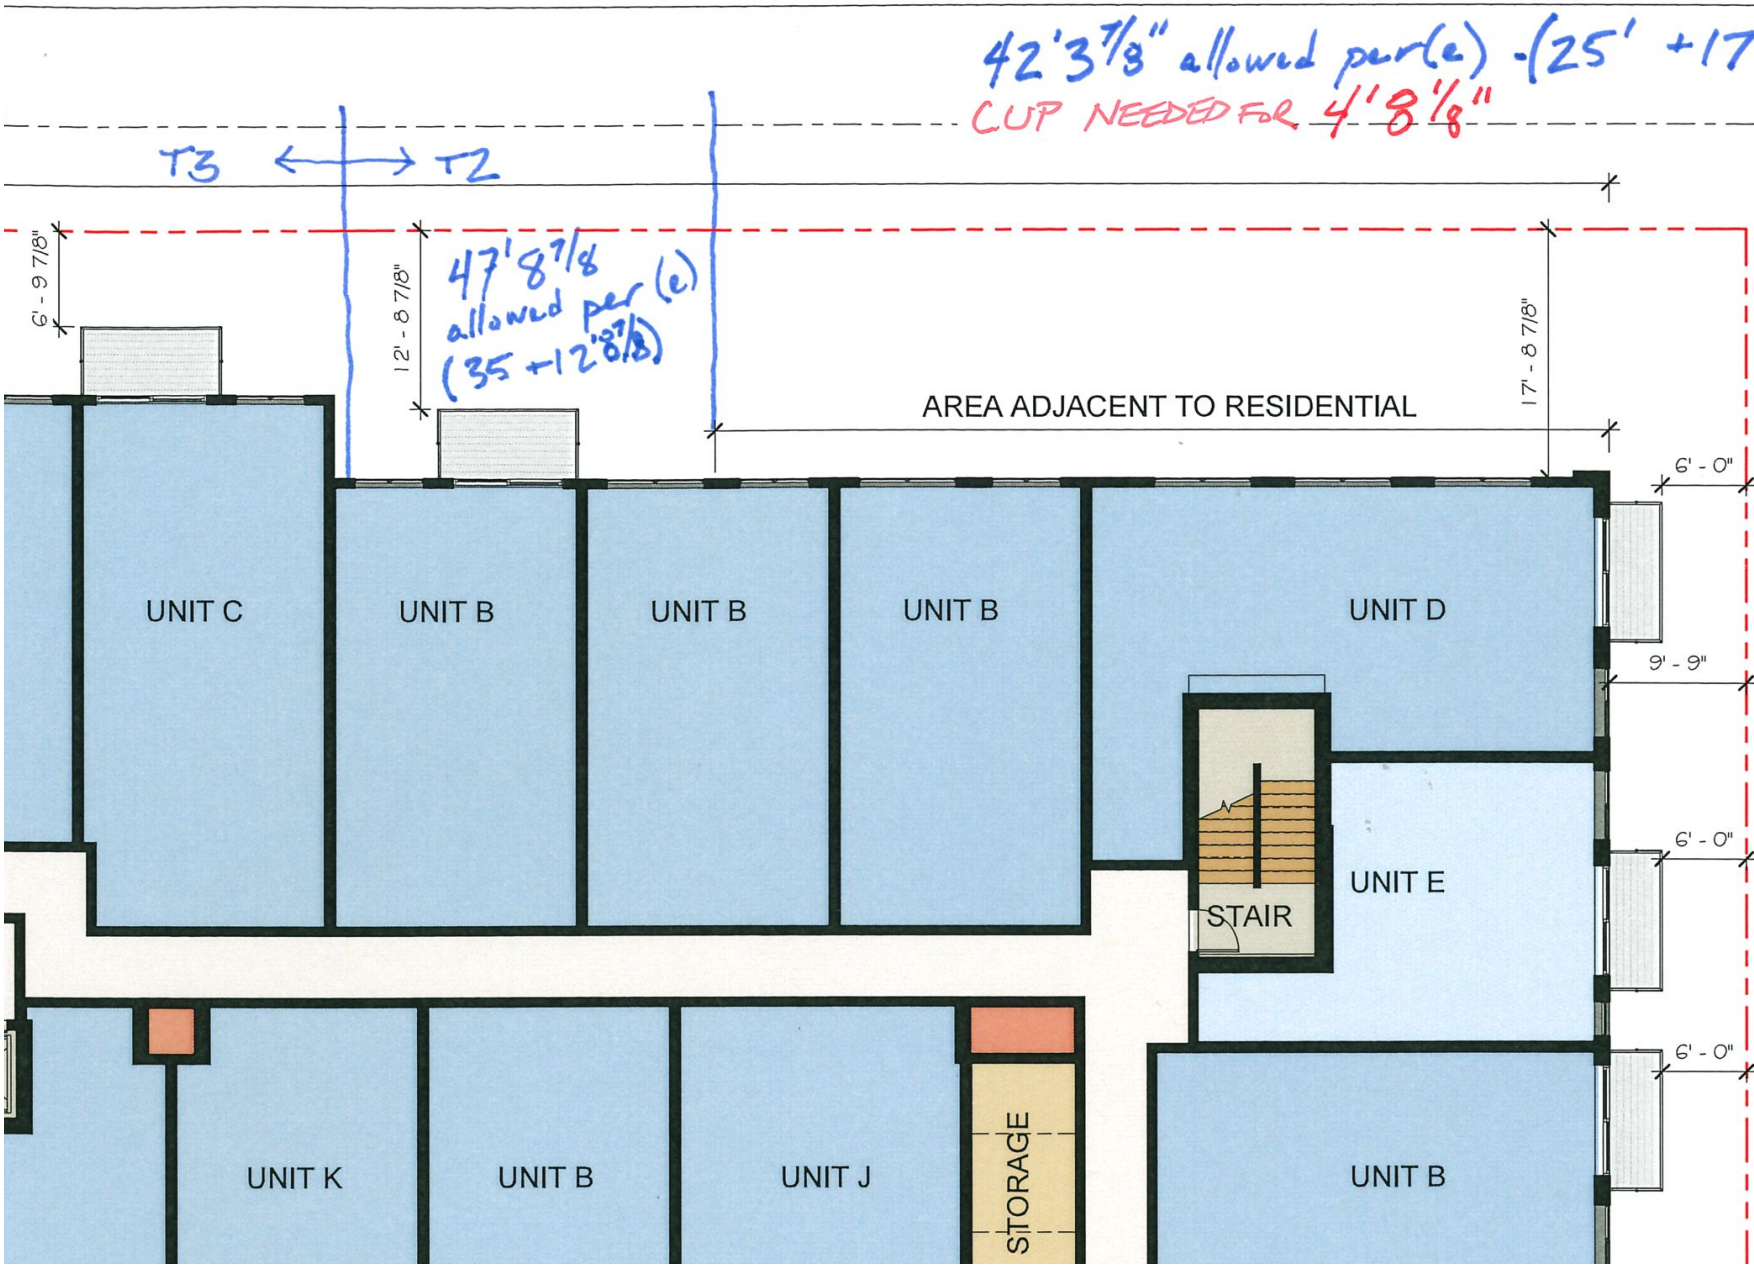 42'3 7/8" allowed per(e) -(25' +17
CUP NEEDED FOR 4'8 1/8"
T3
T2
6' - 9 7/8"
12' - 8 7/8"
47'8 7/8
allowed per (e)
(35 +12'8 7/8)
17' - 8 7/8"
AREA ADJACENT TO RESIDENTIAL
6' - 0"
UNIT C
UNIT B
UNIT B
UNIT B
UNIT D
9' - 9"
6' - 0"
UNIT E
STAIR
6' - 0"
UNIT K
UNIT B
UNIT J
STORAGE
UNIT B